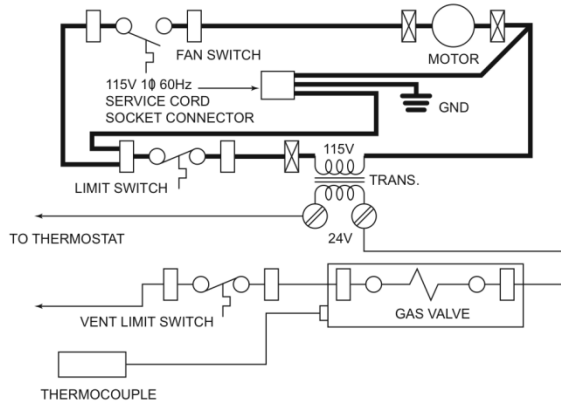 FAN SWITCH
MOTOR
115V 1ϕ 60Hz
SERVICE CORD
SOCKET CONNECTOR
GND
115V
LIMIT SWITCH
TRANS.
TO THERMOSTAT
24V
VENT LIMIT SWITCH
GAS VALVE
THERMOCOUPLE